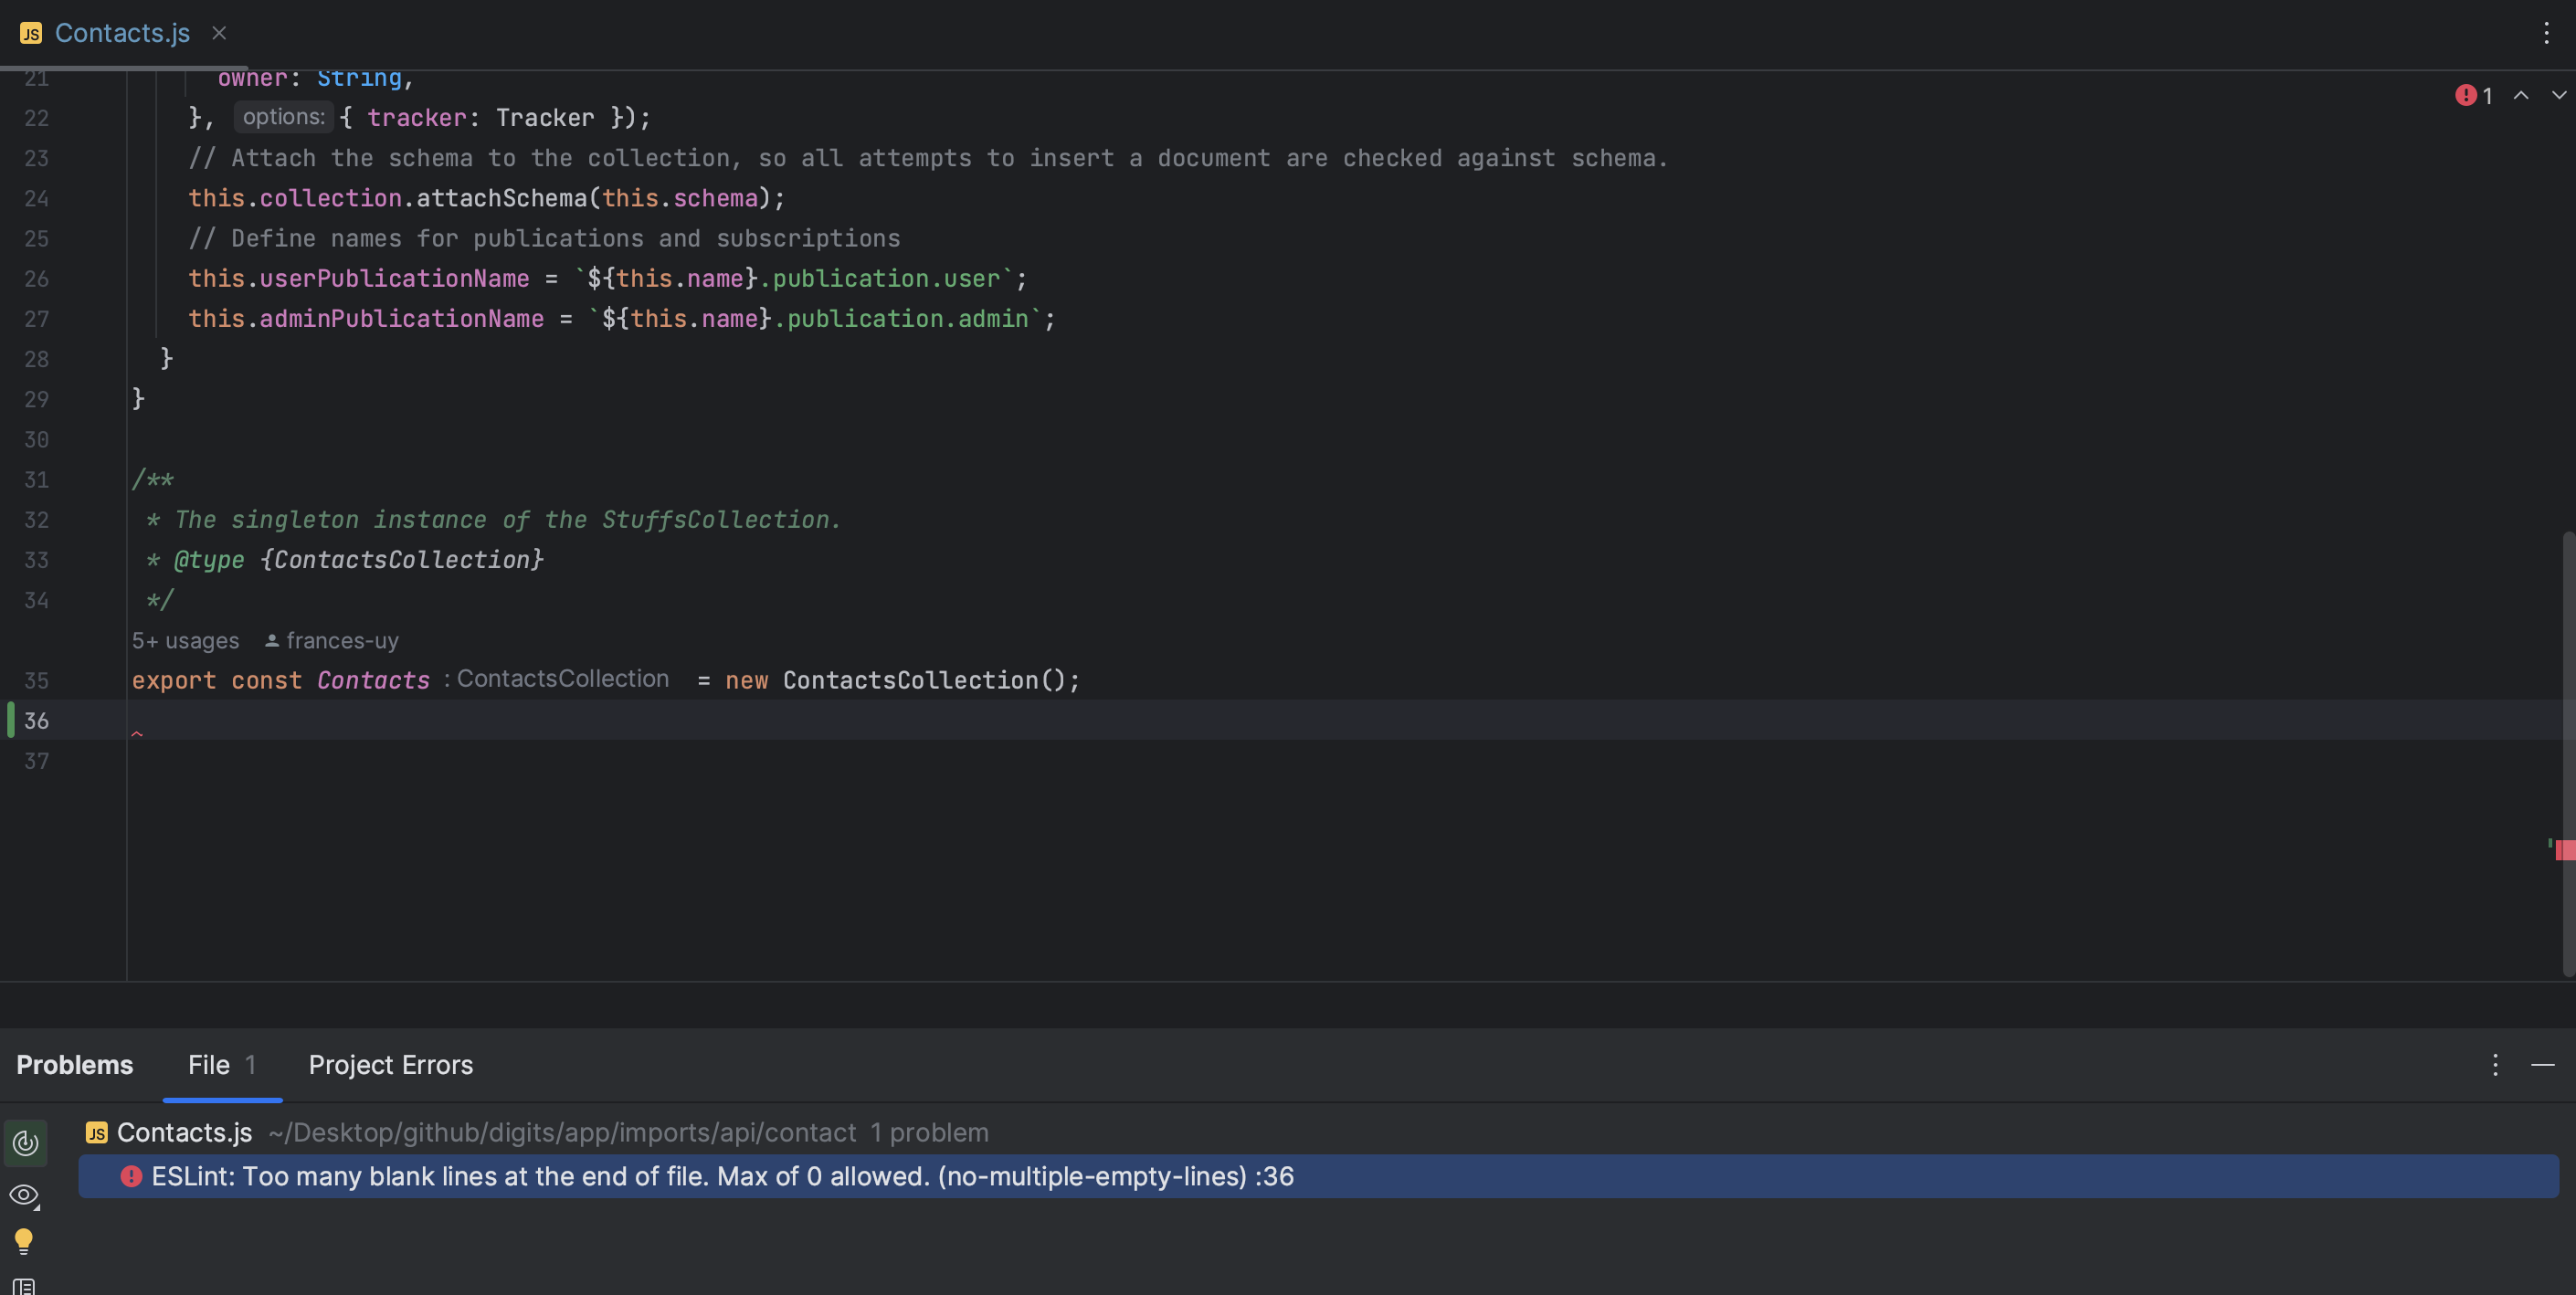 JS Contacts.js
21 owner: String,
1
22 }, options: { tracker: Tracker });
23 // Attach the schema to the collection, so all attempts to insert a document are checked against schema.
24 this.collection.attachSchema(this.schema);
25 // Define names for publications and subscriptions
26 this.userPublicationName = `${this.name}.publication.user`;
27 this.adminPublicationName = `${this.name}.publication.admin`;
28 }
29 }
30
31 /**
32 * The singleton instance of the StuffsCollection.
33 * @type {ContactsCollection}
34 */
5+ usages frances-uy
35 export const Contacts : ContactsCollection = new ContactsCollection();
36
37
Problems File 1 Project Errors
JS Contacts.js ~/Desktop/github/digits/app/imports/api/contact 1 problem
ESLint: Too many blank lines at the end of file. Max of 0 allowed. (no-multiple-empty-lines) :36